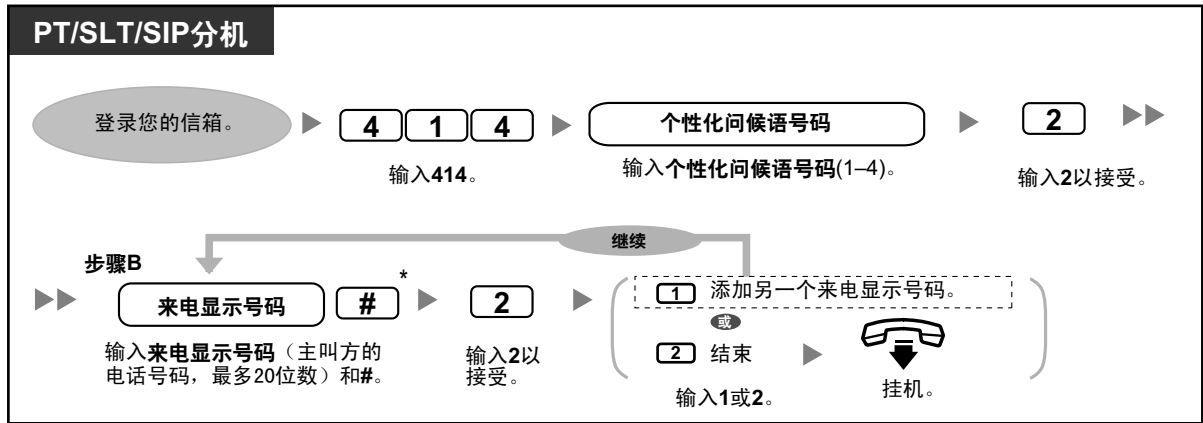 PT/SLT/SIP分机
登录您的信箱。
4 1 4
输入414。
个性化问候语号码
输入个性化问候语号码(1–4)。
2
输入2以接受。
继续
步骤B
来电显示号码 # *
输入来电显示号码（主叫方的
电话号码，最多20位数）和#。
2
输入2以
接受。
1 添加另一个来电显示号码。
或
2 结束
输入1或2。
挂机。